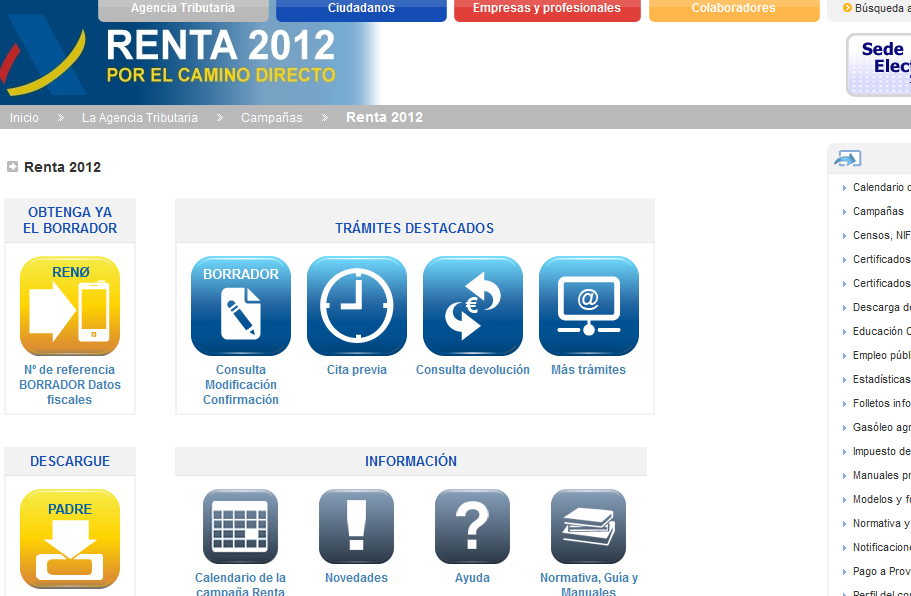 Agencia Tributaria
Ciudadanos
Empresas y profesionales
Colaboradores
Búsqueda a
RENTA 2012
POR EL CAMINO DIRECTO
Sede
Elect
Inicio > La Agencia Tributaria > Campañas > Renta 2012
Renta 2012
OBTENGA YA
EL BORRADOR
RENØ
Nº de referencia
BORRADOR Datos
fiscales
TRÁMITES DESTACADOS
BORRADOR
€
@
Consulta
Modificación
Confirmación
Cita previa
Consulta devolución
Más trámites
DESCARGUE
PADRE
INFORMACIÓN
!
?
Calendario de la
campaña Renta
Novedades
Ayuda
Normativa, Guía y
Manuales
Calendario
Campañas
Censos, NIF
Certificados
Certificados
Descarga de
Educación C
Empleo públ
Estadísticas
Folletos info
Gasóleo agr
Impuesto de
Manuales pr
Modelos y fo
Normativa y
Notificacione
Pago a Prov
Perfil del co